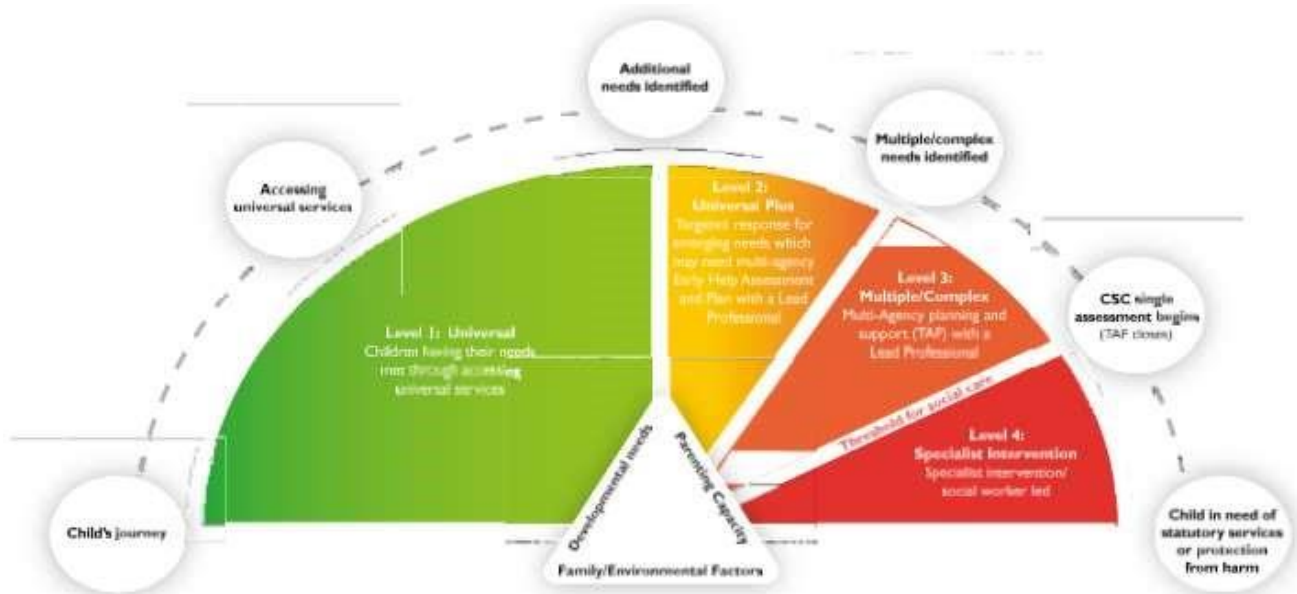 Additional
needs identified
Multiple/complex
needs identified
Accessing
universal services
Level 2:
Universal Plus
Targeted response for
emerging needs which
may need multi-agency
Early Help Assessment
and Plan with a Lead
Professional
Level 3:
Multiple/Complex
Multi-Agency planning and
support (TAF) with a
Lead Professional
CSC single
assessment begins
(TAF closes)
Level 1: Universal
Children having their needs
met through accessing
universal services
Threshold for social care
Level 4:
Specialist Intervention
Specialist intervention/
social worker led
Child's journey
Developmental needs
Parenting Capacity
Family/Environmental Factors
Child in need of
statutory services
or protection
from harm